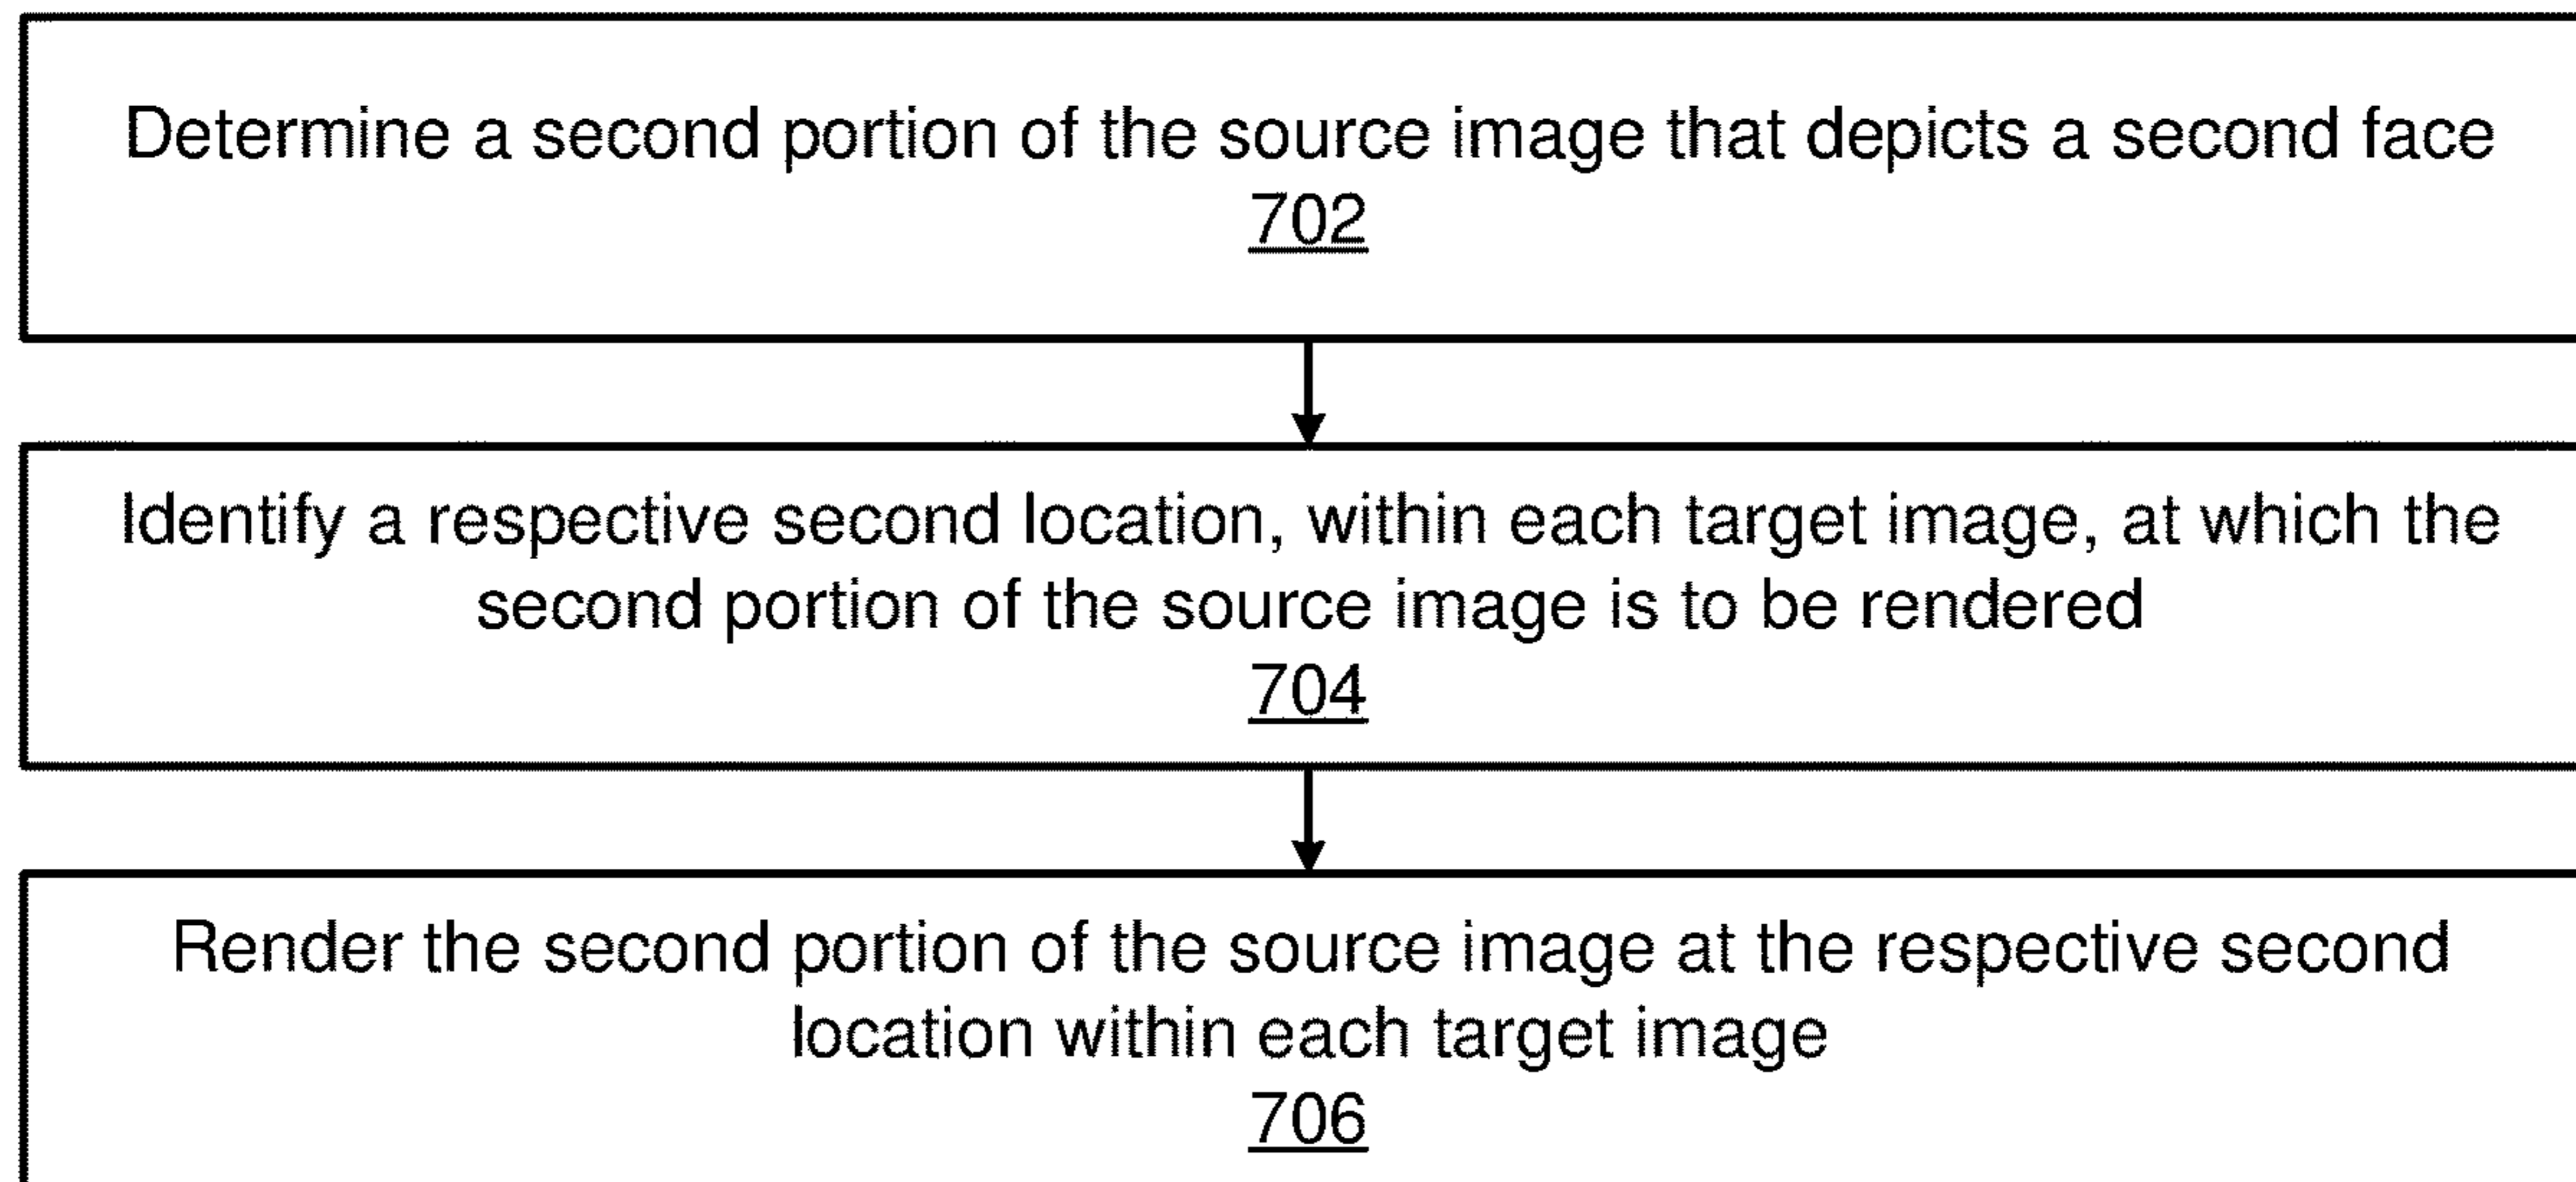 Determine a second portion of the source image that depicts a second face
702
Identify a respective second location, within each target image, at which the
second portion of the source image is to be rendered
704
Render the second portion of the source image at the respective second
location within each target image
706